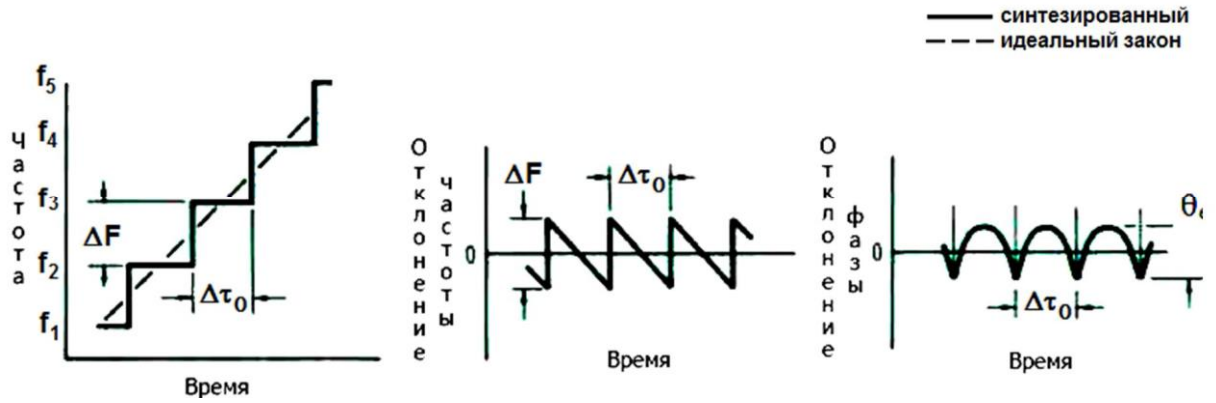 синтезированный
идеальный закон
Частота
f₅
f₄
f₃
f₂
f₁
ΔF
Δτ₀
Время
Отклонение
частоты
ΔF
Δτ₀
0
Время
Отклонение
фазы
0
Δτ₀
Время